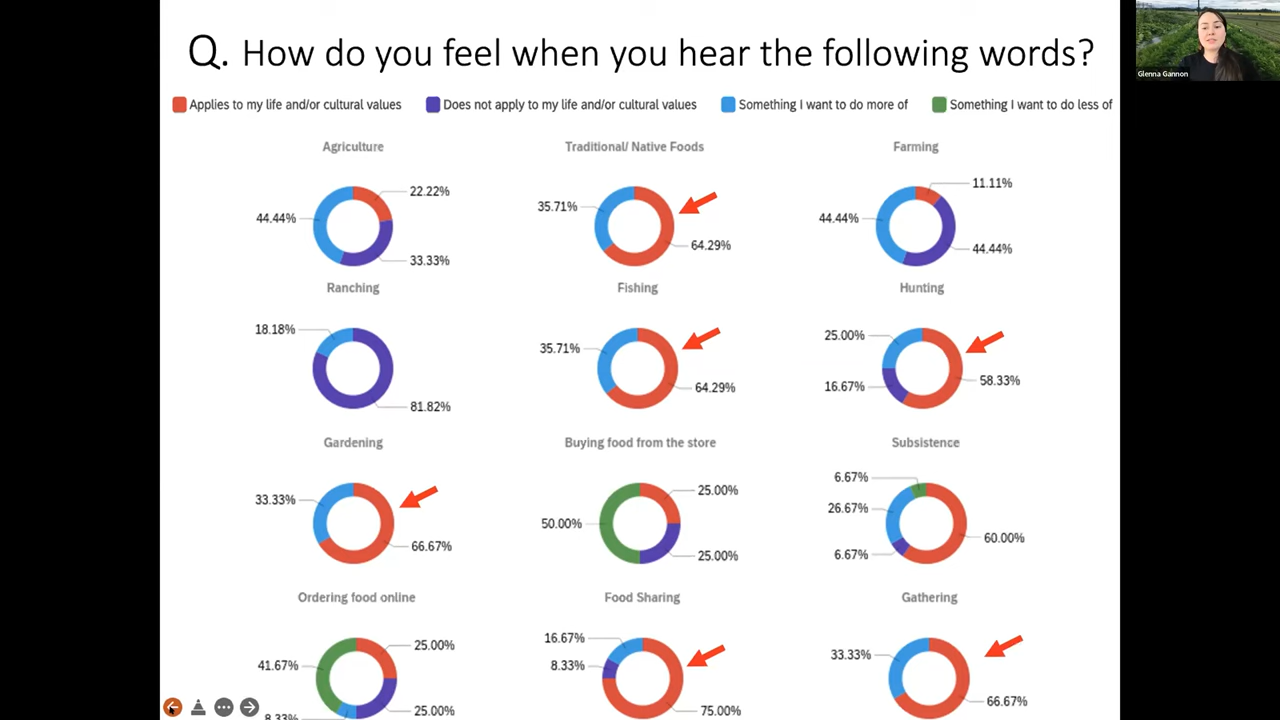 Q. How do you feel when you hear the following words?
Glenna Gannon
Applies to my life and/or cultural values
Does not apply to my life and/or cultural values
Something I want to do more of
Something I want to do less of
Agriculture
22.22%
44.44%
33.33%
Traditional/ Native Foods
35.71%
64.29%
Farming
11.11%
44.44%
44.44%
Ranching
18.18%
81.82%
Fishing
35.71%
64.29%
Hunting
25.00%
16.67%
58.33%
Gardening
33.33%
66.67%
Buying food from the store
25.00%
50.00%
25.00%
Subsistence
6.67%
26.67%
60.00%
6.67%
Ordering food online
25.00%
41.67%
25.00%
8.33%
Food Sharing
16.67%
8.33%
75.00%
Gathering
33.33%
66.67%